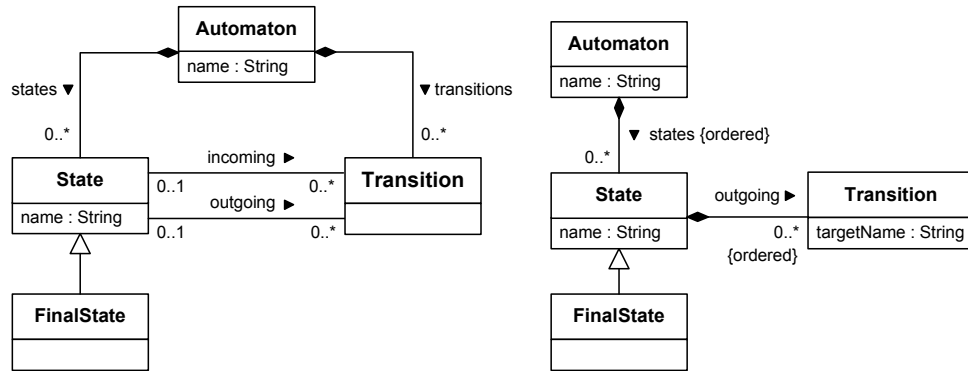 Automaton
name : String
states ▼
▼ transitions
0..*
0..*
State
name : String
incoming ►
0..1
0..*
outgoing ►
0..1
0..*
Transition
FinalState
Automaton
name : String
▼ states {ordered}
0..*
State
name : String
outgoing ►
0..*
{ordered}
Transition
targetName : String
FinalState